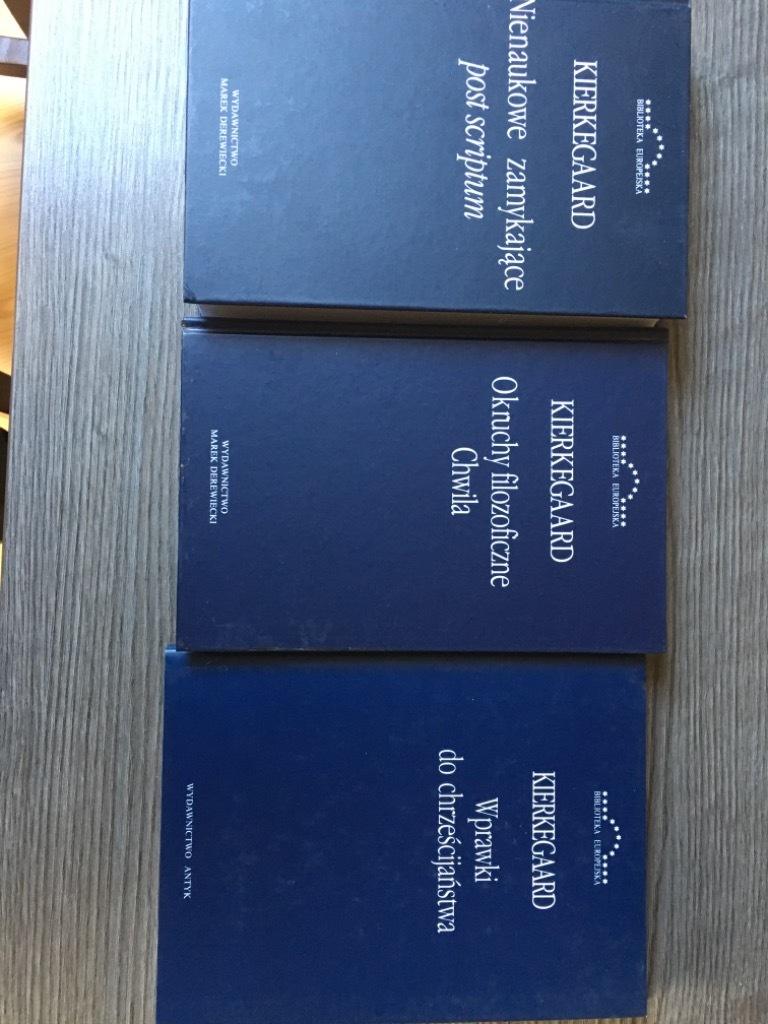 BIBLIOTEKA EUROPEJSKA
KIERKEGAARD
Nienaukowe zamykające
post scriptum
WYDAWNICTWO
MAREK DEREWIECKI
BIBLIOTEKA EUROPEJSKA
KIERKEGAARD
Okruchy filozoficzne
Chwila
WYDAWNICTWO
MAREK DEREWIECKI
BIBLIOTEKA EUROPEJSKA
KIERKEGAARD
Wprawki
do chrześcijaństwa
WYDAWNICTWO ANTYK